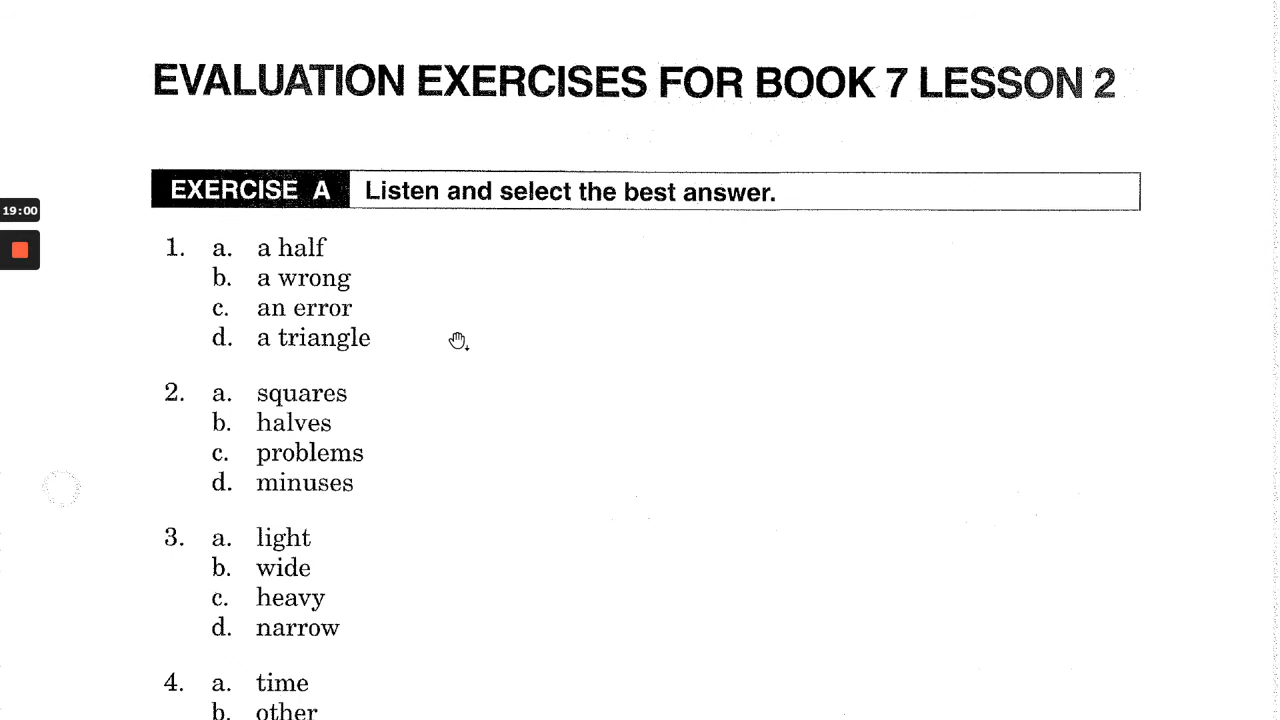 EVALUATION EXERCISES FOR BOOK 7 LESSON 2
EXERCISE A Listen and select the best answer.
19:00
1. a. a half
b. a wrong
c. an error
d. a triangle
2. a. squares
b. halves
c. problems
d. minuses
3. a. light
b. wide
c. heavy
d. narrow
4. a. time
b. other